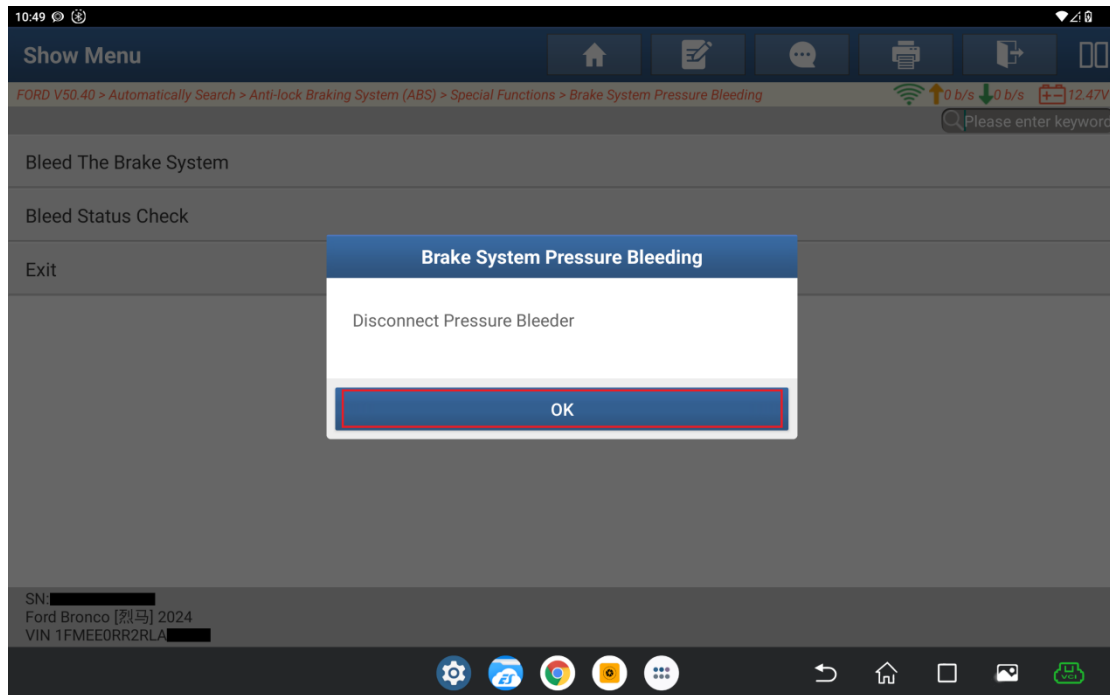 10:49
Show Menu
FORD V50.40 > Automatically Search > Anti-lock Braking System (ABS) > Special Functions > Brake System Pressure Bleeding
0 b/s 0 b/s 12.47V
Please enter keyword
Bleed The Brake System
Bleed Status Check
Exit
Brake System Pressure Bleeding
Disconnect Pressure Bleeder
OK
SN:
Ford Bronco [烈马] 2024
VIN 1FMEE0RR2RLA
ES
VCI